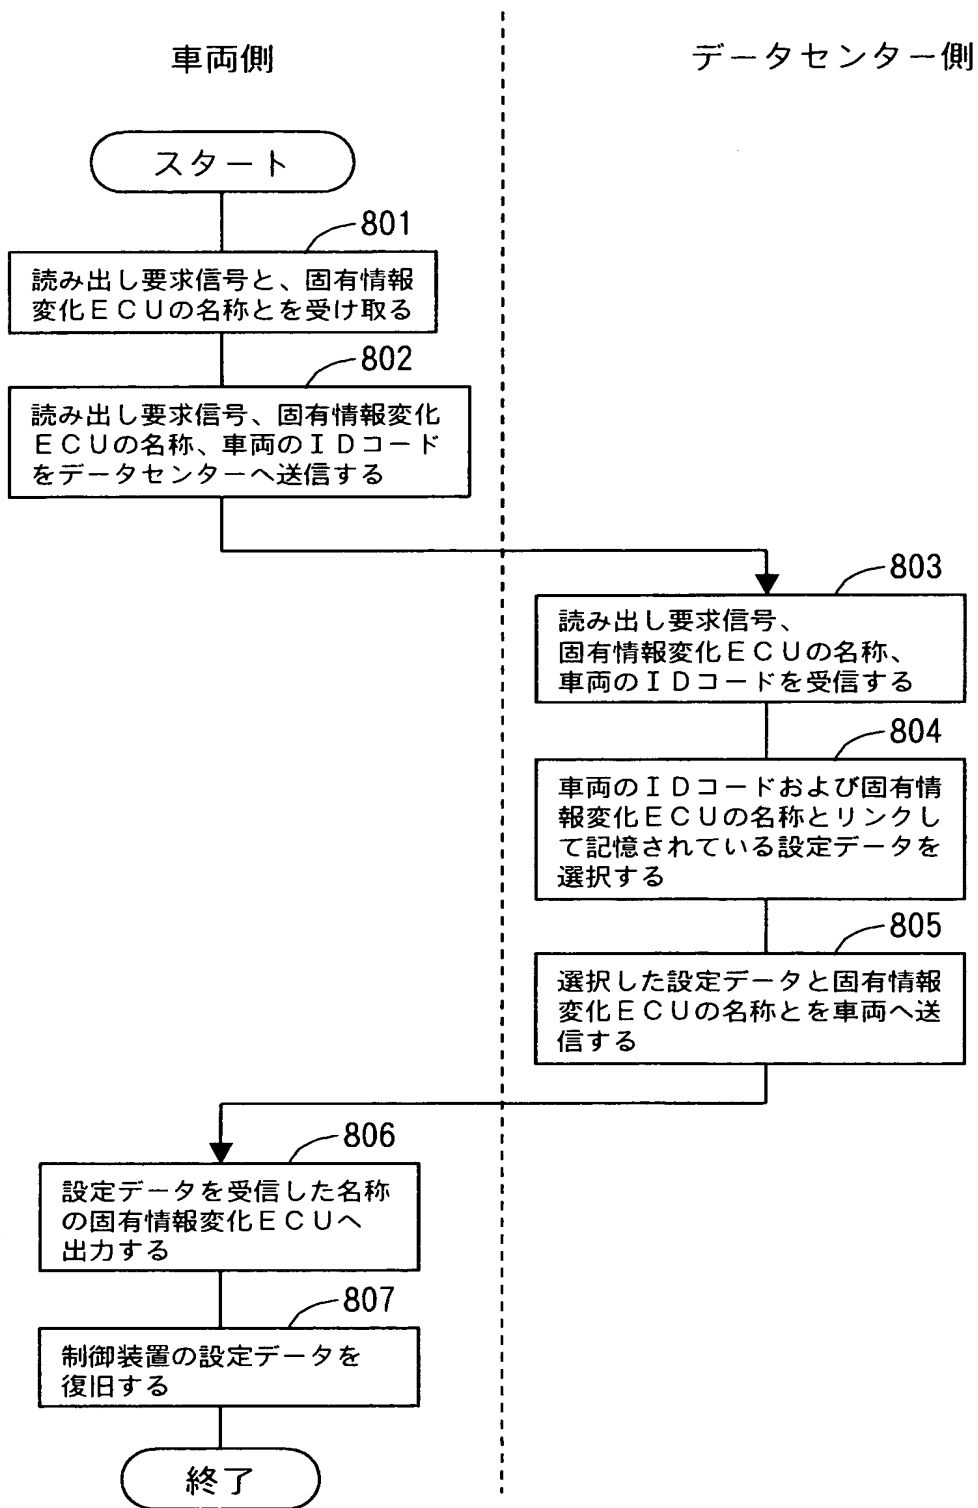 車両側
データセンター側
スタート
801
読み出し要求信号と、固有情報
変化ECUの名称とを受け取る
802
読み出し要求信号、固有情報変化
ECUの名称、車両のIDコード
をデータセンターへ送信する
803
読み出し要求信号、
固有情報変化ECUの名称、
車両のIDコードを受信する
804
車両のIDコードおよび固有情
報変化ECUの名称とリンクし
て記憶されている設定データを
選択する
805
選択した設定データと固有情報
変化ECUの名称とを車両へ送
信する
806
設定データを受信した名称
の固有情報変化ECUへ
出力する
807
制御装置の設定データを
復旧する
終了